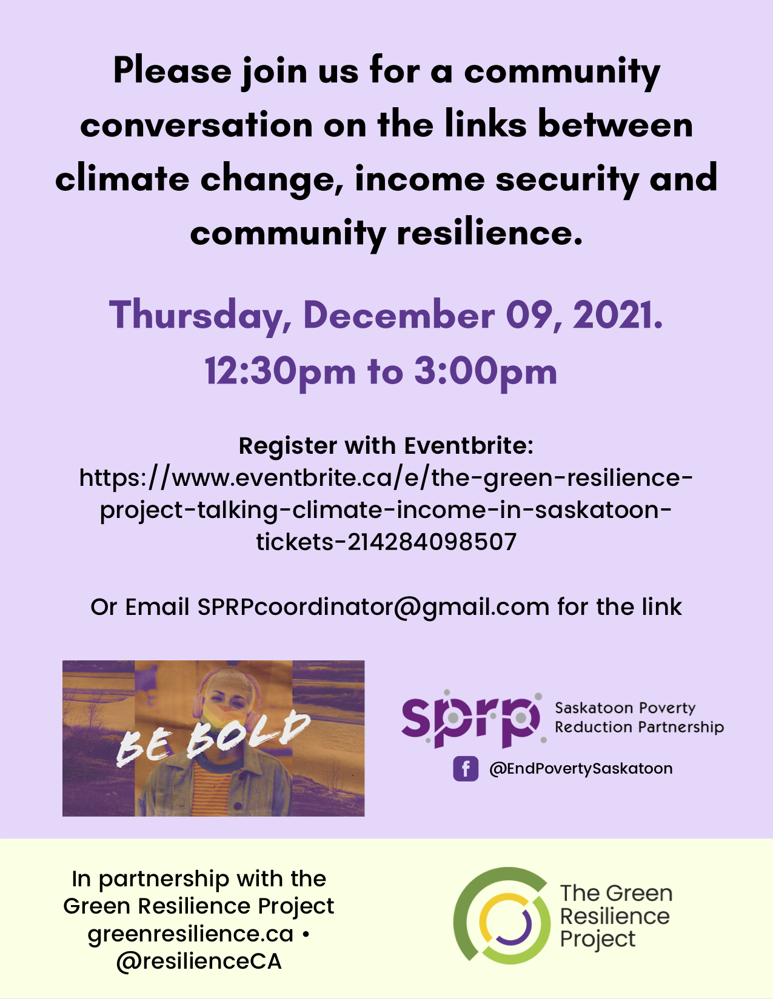 Please join us for a community
conversation on the links between
climate change, income security and
community resilience.
Thursday, December 09, 2021.
12:30pm to 3:00pm
Register with Eventbrite:
https://www.eventbrite.ca/e/the-green-resilience-
project-talking-climate-income-in-saskatoon-
tickets-214284098507
Or Email SPRPcoordinator@gmail.com for the link
BE BOLD
sprp
Saskatoon Poverty
Reduction Partnership
f @EndPovertySaskatoon
In partnership with the
Green Resilience Project
greenresilience.ca •
@resilienceCA
The Green
Resilience
Project